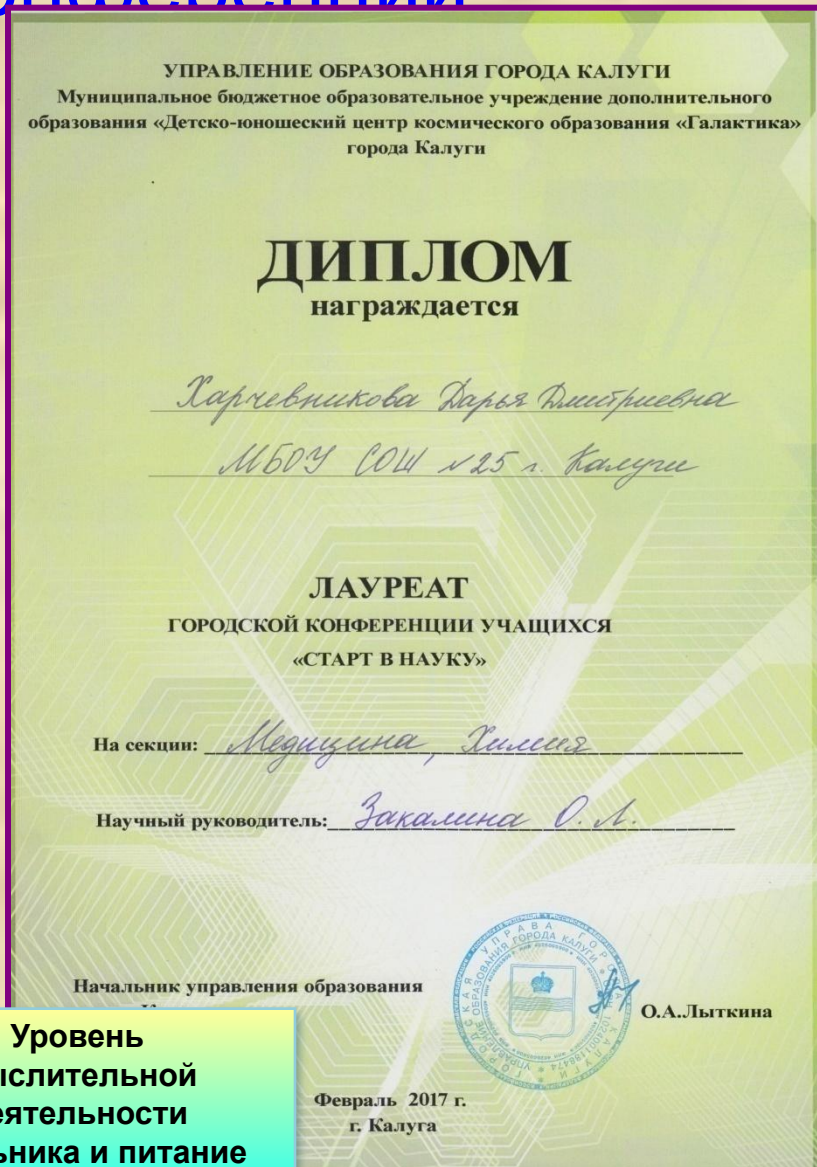 УПРАВЛЕНИЕ ОБРАЗОВАНИЯ ГОРОДА КАЛУГИ
Муниципальное бюджетное образовательное учреждение дополнительного
образования «Детско-юношеский центр космического образования «Галактика»
города Калуги
ДИПЛОМ
награждается
Харчевникова Дарья Дмитриевна
МБОУ СОШ №25 г. Калуги
ЛАУРЕАТ
ГОРОДСКОЙ КОНФЕРЕНЦИИ УЧАЩИХСЯ
«СТАРТ В НАУКУ»
На секции: Медицина, Химия
Научный руководитель: Закалина О. Л.
Начальник управления образования
О.А.Лыткина
Уровень
и питание
Февраль 2017 г.
г. Калуга